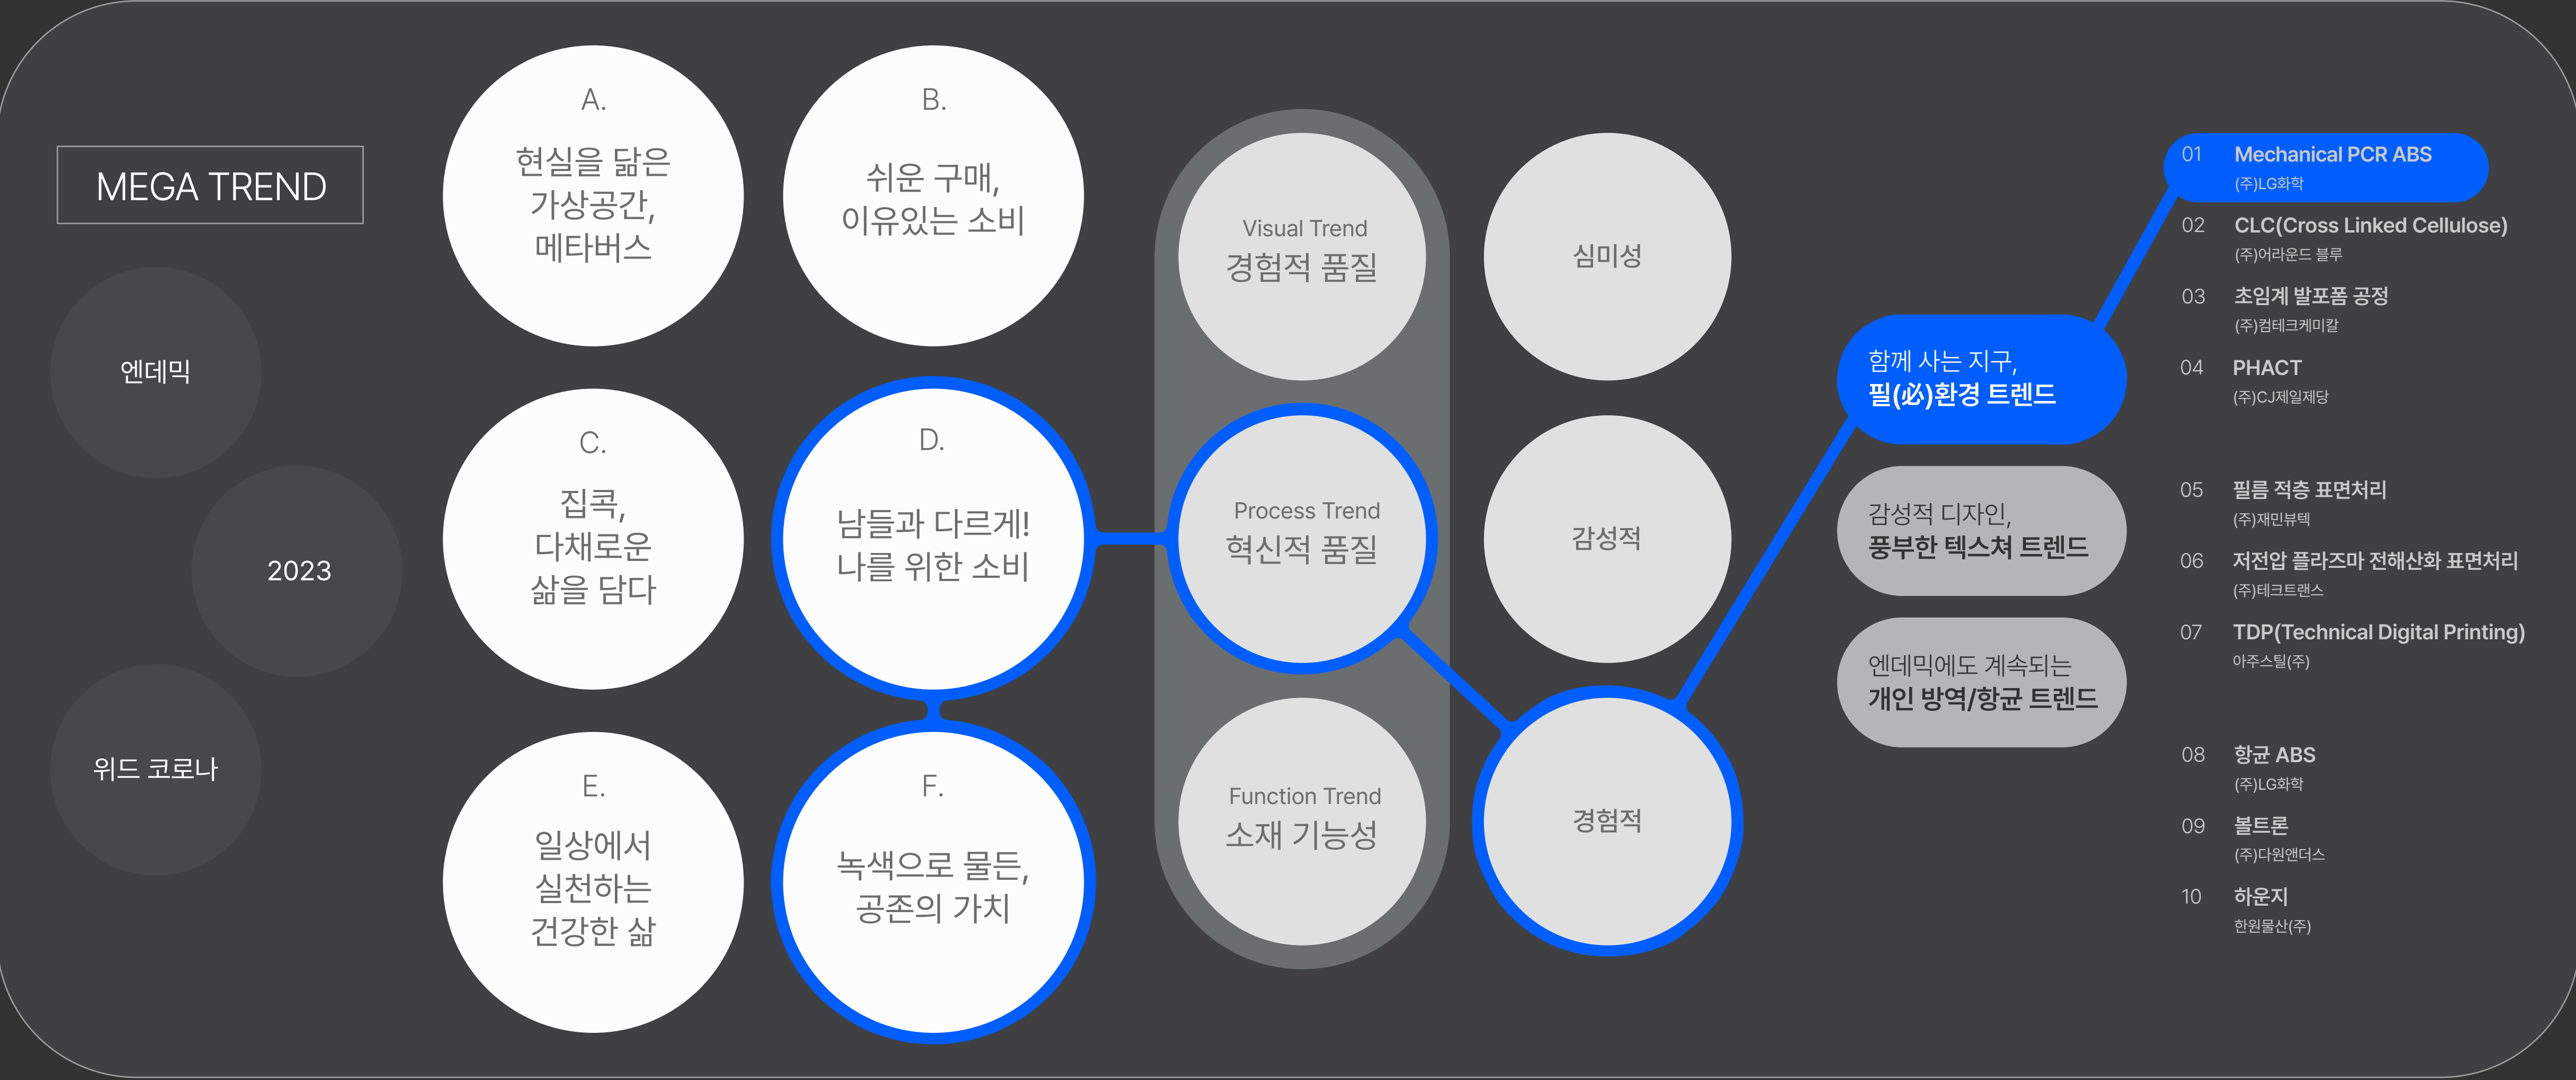 MEGA TREND
엔데믹
2023
위드 코로나
A.
현실을 닮은
가상공간,
메타버스
B.
쉬운 구매,
이유있는 소비
C.
집콕,
다채로운
삶을 담다
D.
남들과 다르게!
나를 위한 소비
E.
일상에서
실천하는
건강한 삶
F.
녹색으로 물든,
공존의 가치
Visual Trend
경험적 품질
Process Trend
혁신적 품질
Function Trend
소재 기능성
심미성
감성적
경험적
함께 사는 지구,
필(必)환경 트렌드
감성적 디자인,
풍부한 텍스쳐 트렌드
엔데믹에도 계속되는
개인 방역/항균 트렌드
01 Mechanical PCR ABS
(주)LG화학
02 CLC(Cross Linked Cellulose)
(주)어라운드 블루
03 초임계 발포폼 공정
(주)컴테크케미칼
04 PHACT
(주)CJ제일제당
05 필름 적층 표면처리
(주)재민뷰텍
06 저전압 플라즈마 전해산화 표면처리
(주)테크트랜스
07 TDP(Technical Digital Printing)
아주스틸(주)
08 항균 ABS
(주)LG화학
09 볼트론
(주)다원앤더스
10 하운지
한원물산(주)